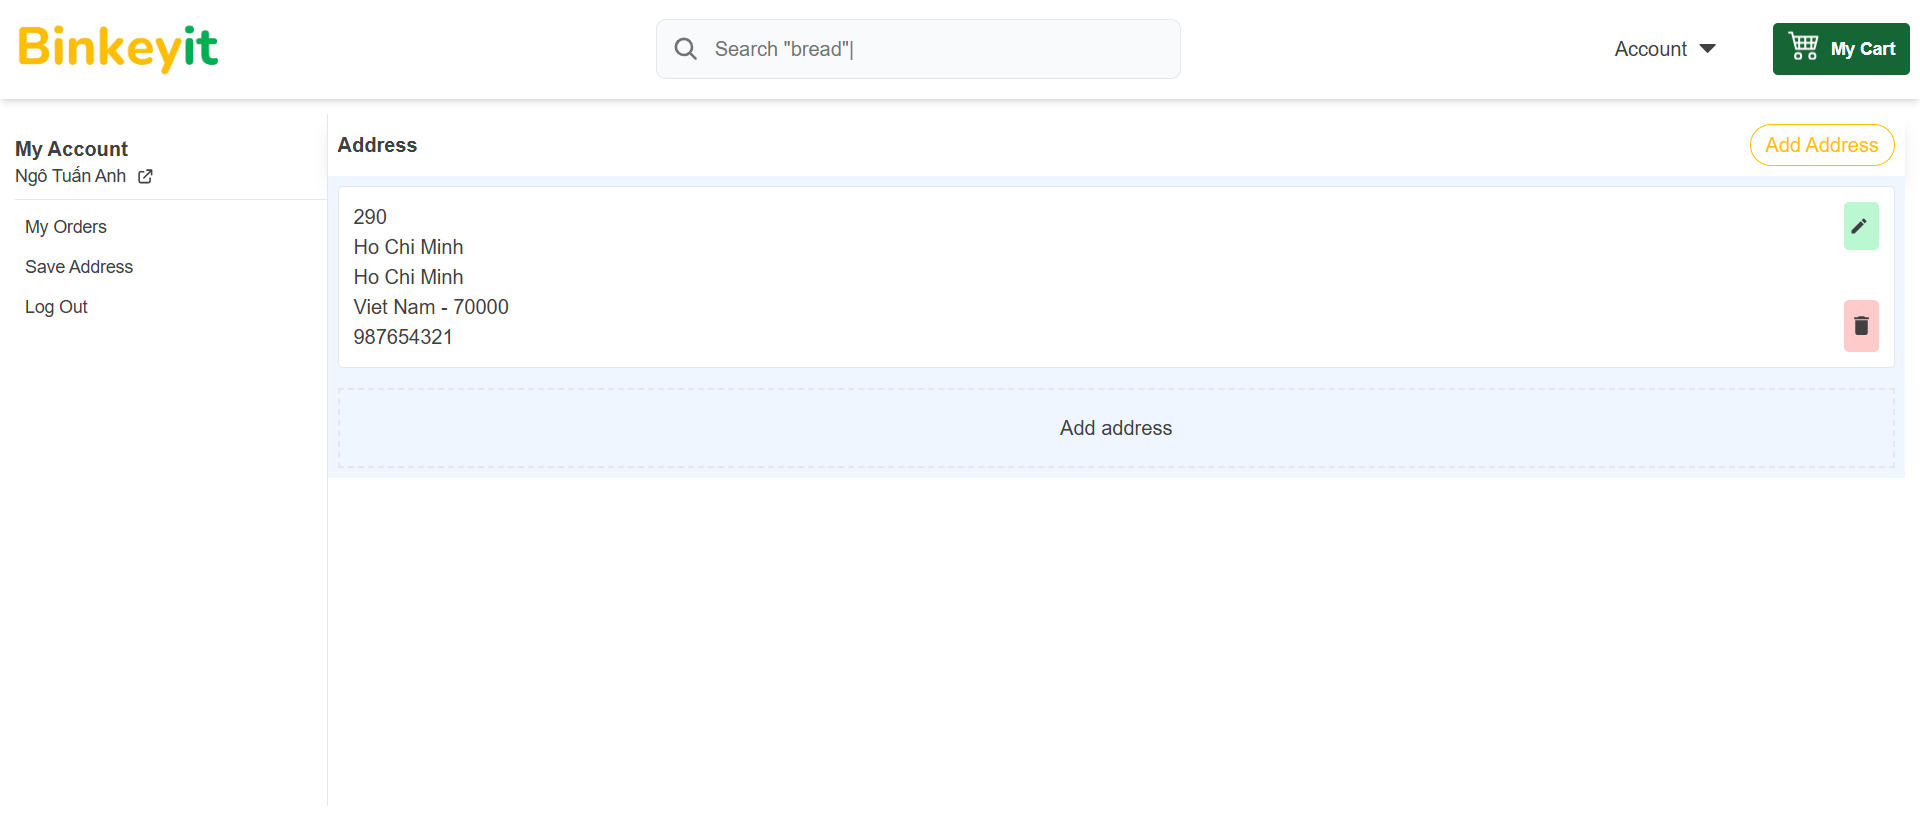 Binkeyit
Search "bread"|
Account
My Cart
My Account
Ngô Tuấn Anh
My Orders
Save Address
Log Out
Address
Add Address
290
Ho Chi Minh
Ho Chi Minh
Viet Nam - 70000
987654321
Add address